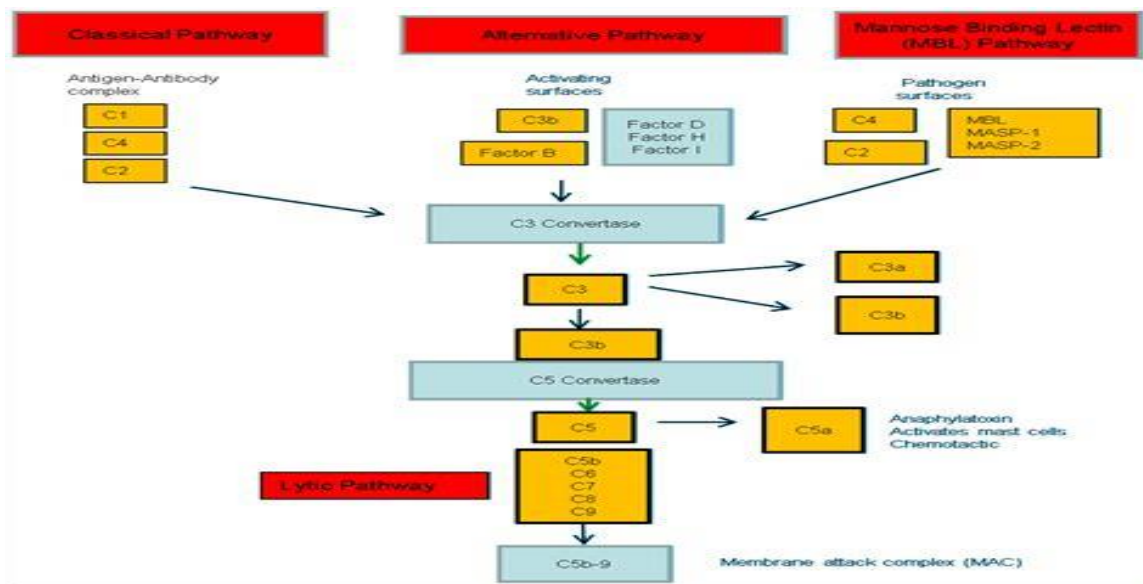 Classical Pathway
Alternative Pathway
Mannose Binding Lectin
(MBL) Pathway
Antigen-Antibody
complex
C1
C4
C2
Activating
surfaces
C3b
Factor B
Factor D
Factor H
Factor I
Pathogen
surfaces
C4
C2
MBL
MASP-1
MASP-2
C3 Convertase
C3
C3a
C3b
C3b
C5 Convertase
C5
C5a
Anaphylatoxin
Activates mast cells
Chemotactic
Lytic Pathway
C5b
C6
C7
C8
C9
C5b-9
Membrane attack complex (MAC)